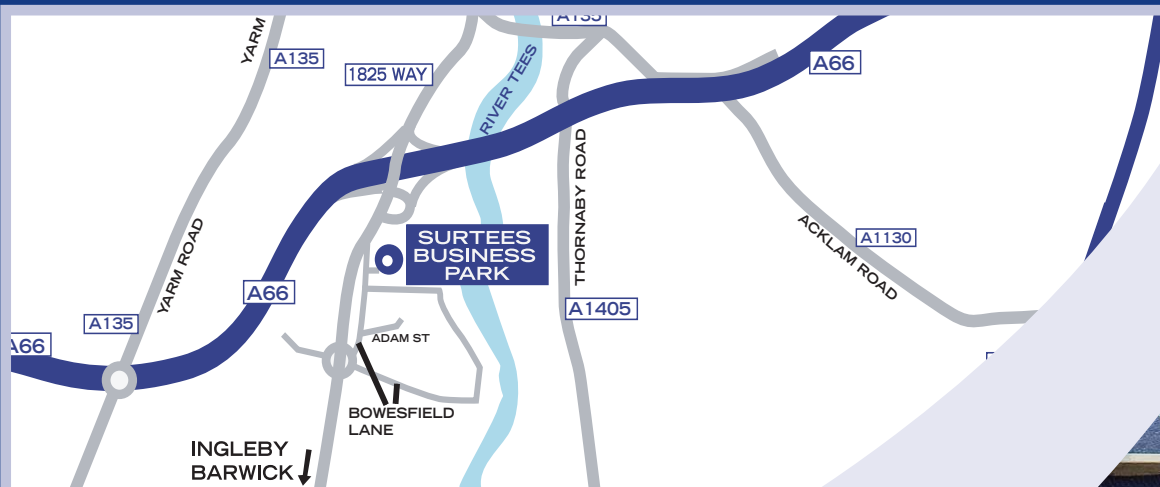 YARM
A135
A135
1825 WAY
RIVER TEES
A66
THORNABY ROAD
SURTEES
BUSINESS
PARK
YARM ROAD
A1130
ACKLAM ROAD
A66
A1405
A135
A66
ADAM ST
BOWESFIELD
LANE
INGLEBY
BARWICK